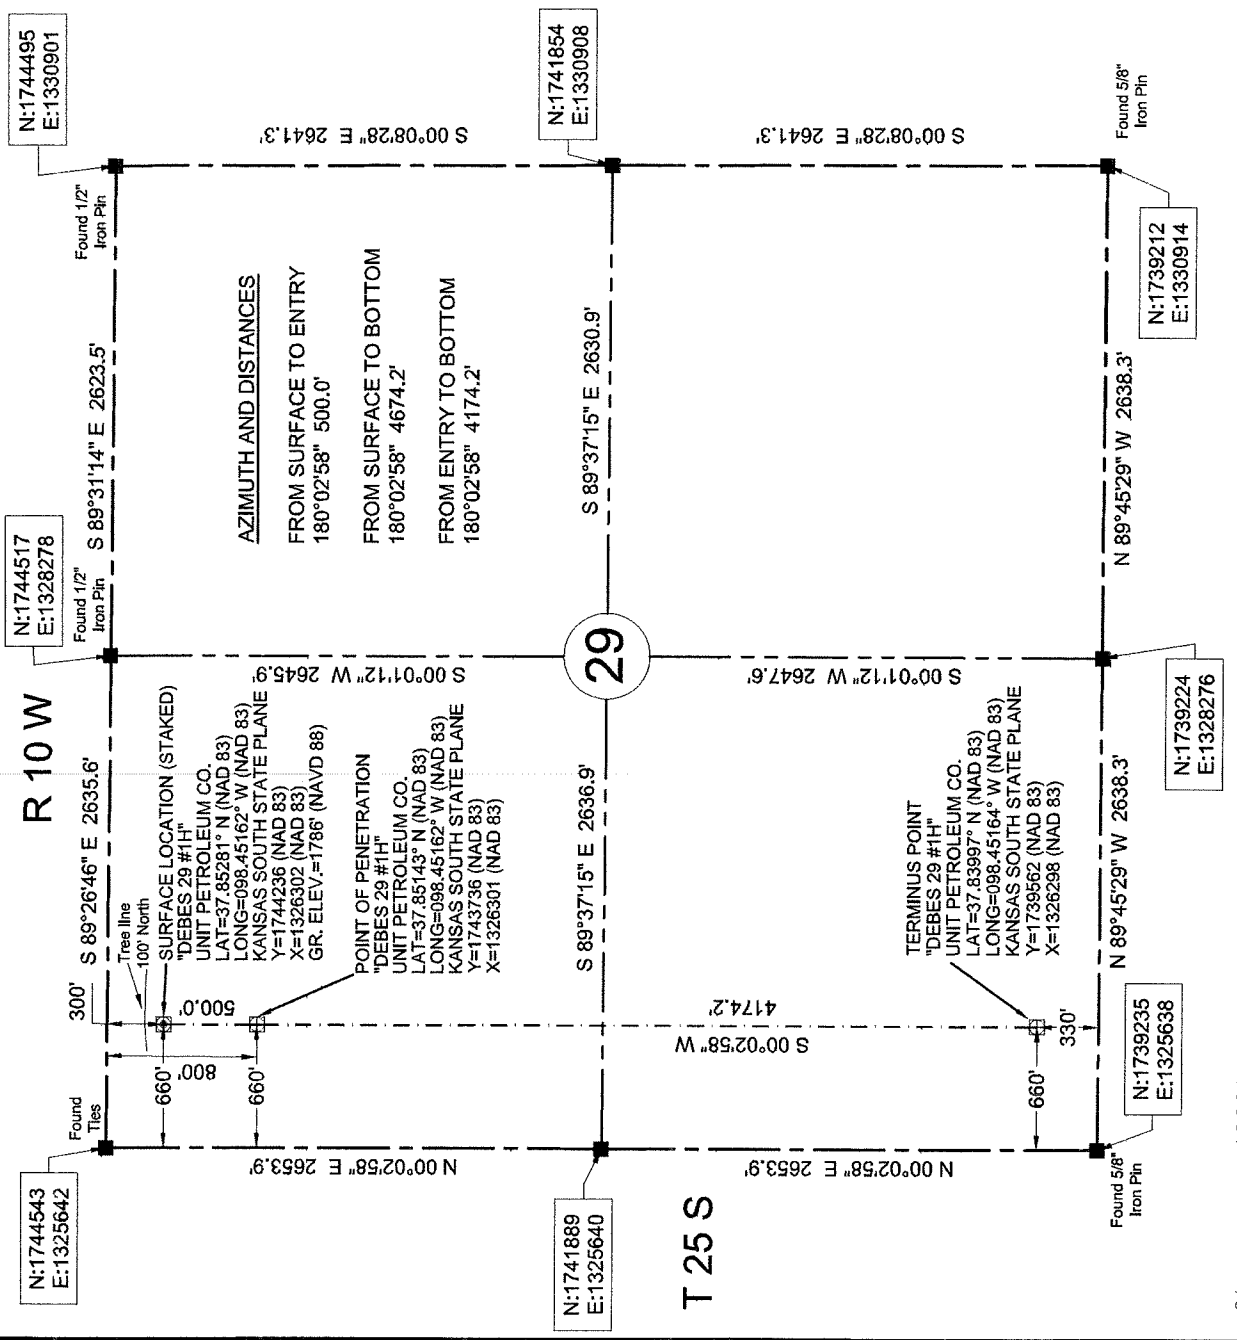 R 10 W
N:1744543
E:1325642
N:1744517
E:1328278
N:1744495
E:1330901
Found
Ties
300'
S 89°26'46" E 2635.6'
Found 1/2"
Iron Pin
S 89°31'14" E 2623.5'
Found 1/2"
Iron Pin
Tree line
100' North
660'
800'
660'
500.0'
SURFACE LOCATION (STAKED)
"DEBES 29 #1H"
UNIT PETROLEUM CO.
LAT=37.85281° N (NAD 83)
LONG=098.45162° W (NAD 83)
KANSAS SOUTH STATE PLANE
Y=1744236 (NAD 83)
X=1326302 (NAD 83)
GR. ELEV.=1786' (NAVD 88)
POINT OF PENETRATION
"DEBES 29 #1H"
UNIT PETROLEUM CO.
LAT=37.85143° N (NAD 83)
LONG=098.45162° W (NAD 83)
KANSAS SOUTH STATE PLANE
Y=1743736 (NAD 83)
X=1326301 (NAD 83)
AZIMUTH AND DISTANCES
FROM SURFACE TO ENTRY
180°02'58" 500.0'
FROM SURFACE TO BOTTOM
180°02'58" 4674.2'
FROM ENTRY TO BOTTOM
180°02'58" 4174.2'
N 00°02'58" E 2653.9'
S 00°01'12" W 2645.9'
S 00°08'28" E 2641.3'
N:1741889
E:1325640
S 89°37'15" E 2636.9'
29
S 89°37'15" E 2630.9'
N:1741854
E:1330908
T 25 S
S 00°02'58" W
4174.2'
N 00°02'58" E 2653.9'
S 00°01'12" W 2647.6'
S 00°08'28" E 2641.3'
TERMINUS POINT
"DEBES 29 #1H"
UNIT PETROLEUM CO.
LAT=37.83997° N (NAD 83)
LONG=098.45164° W (NAD 83)
KANSAS SOUTH STATE PLANE
Y=1739562 (NAD 83)
X=1326298 (NAD 83)
660'
330'
Found 5/8"
Iron Pin
N:1739235
E:1325638
N 89°45'29" W 2638.3'
N:1739224
E:1328276
N 89°45'29" W 2638.3'
N:1739212
E:1330914
Found 5/8"
Iron Pin